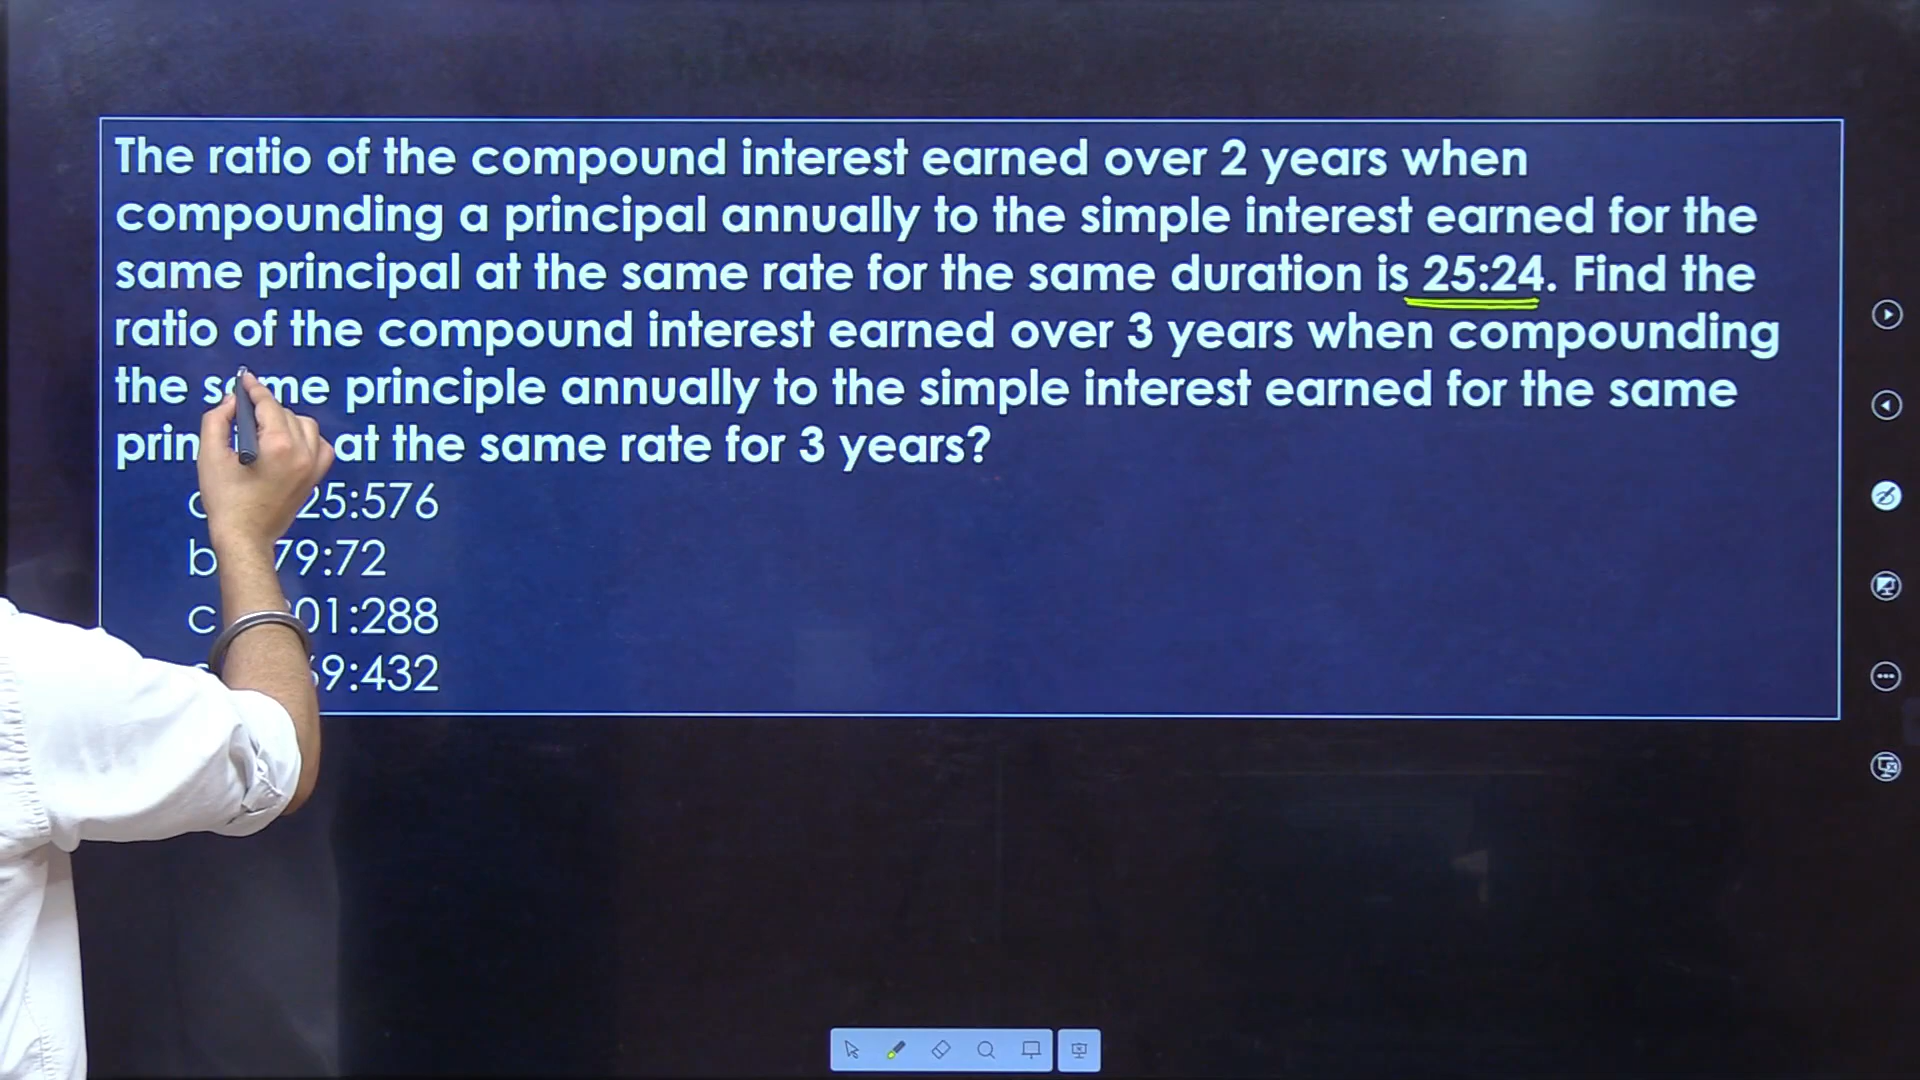 The ratio of the compound interest earned over 2 years when
compounding a principal annually to the simple interest earned for the
same principal at the same rate for the same duration is 25:24. Find the
ratio of the compound interest earned over 3 years when compounding
the same principle annually to the simple interest earned for the same
at the same rate for 3 years?
25:576
b 79:72
c 01:288
9:432